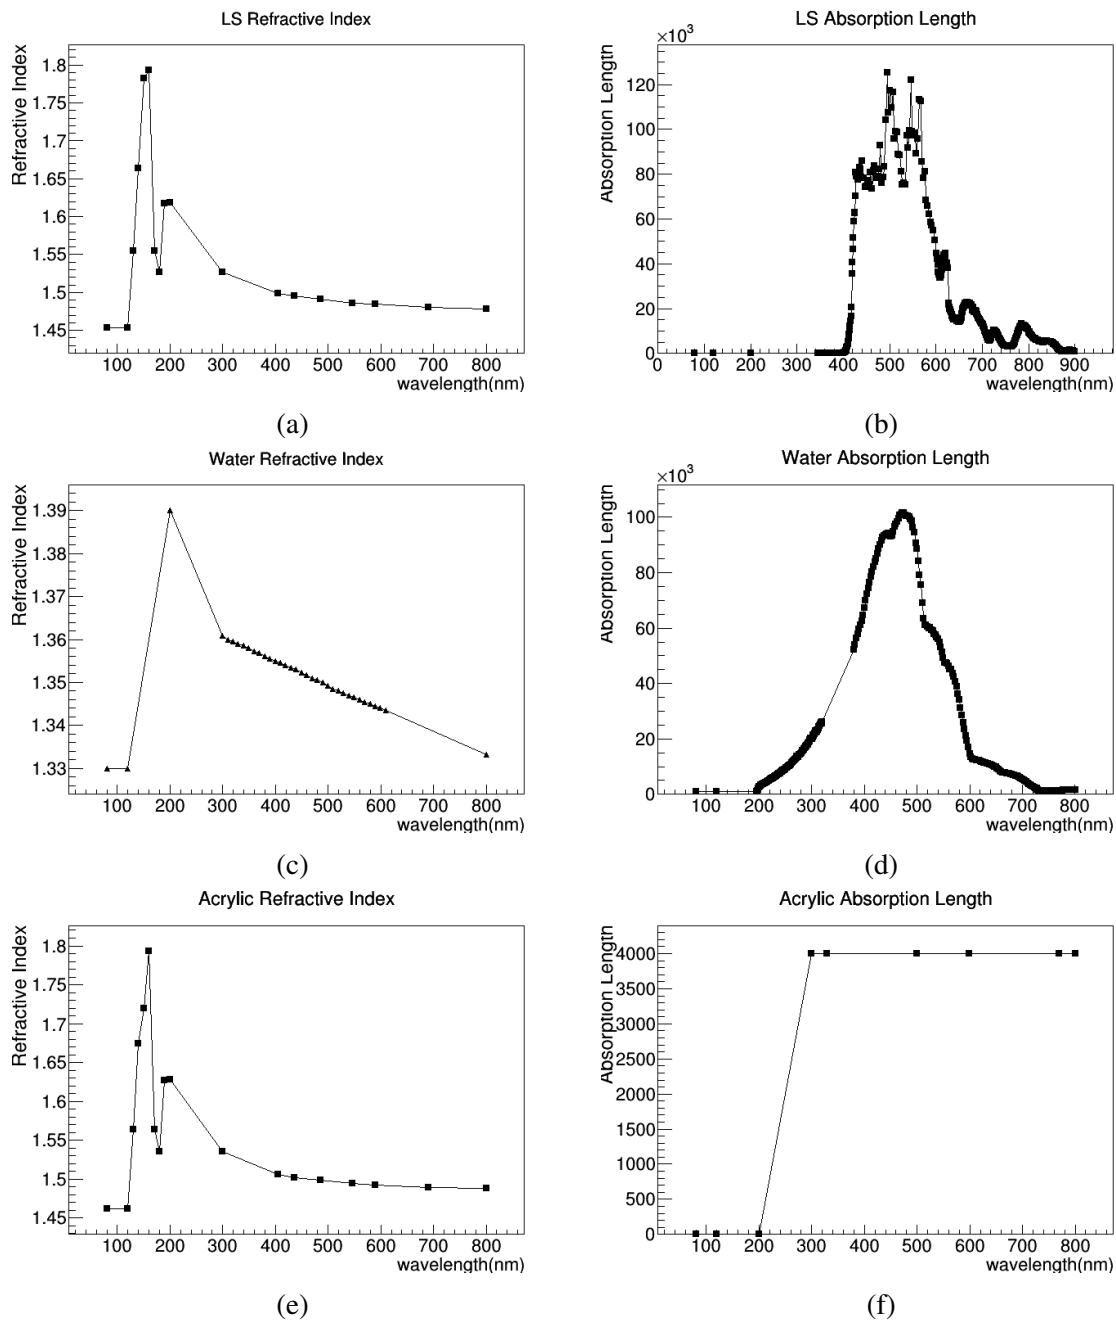 LS Refractive Index
Refractive Index
1.8
1.75
1.7
1.65
1.6
1.55
1.5
1.45
100 200 300 400 500 600 700 800
wavelength(nm)
(a)
LS Absorption Length
×10³
Absorption Length
120
100
80
60
40
20
0
0 100 200 300 400 500 600 700 800 900
wavelength(nm)
(b)
Water Refractive Index
Refractive Index
1.39
1.38
1.37
1.36
1.35
1.34
1.33
100 200 300 400 500 600 700 800
wavelength(nm)
(c)
Water Absorption Length
×10³
Absorption Length
100
80
60
40
20
0
100 200 300 400 500 600 700 800
wavelength(nm)
(d)
Acrylic Refractive Index
Refractive Index
1.8
1.75
1.7
1.65
1.6
1.55
1.5
1.45
100 200 300 400 500 600 700 800
wavelength(nm)
(e)
Acrylic Absorption Length
Absorption Length
4000
3500
3000
2500
2000
1500
1000
500
0
100 200 300 400 500 600 700 800
wavelength(nm)
(f)